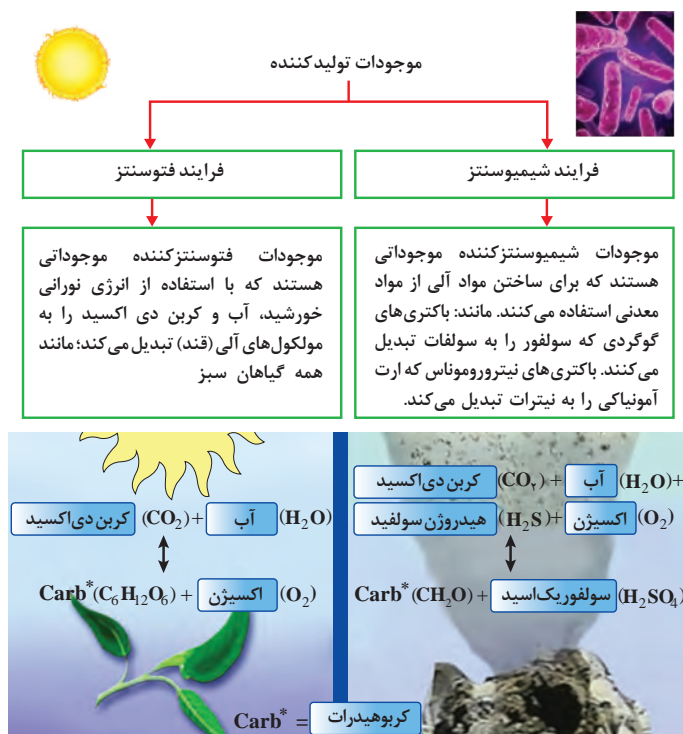 موجودات تولیدکننده
فرایند شیمیوسنتز
موجودات شیمیوسنتزکننده موجوداتی
هستند که برای ساختن مواد آلی از مواد
معدنی استفاده می‌کنند. مانند: باکتری‌های
گوگردی که سولفور را به سولفات تبدیل
می‌کنند. باکتری‌های نیتروروموناس که ارت
آمونیاکی را به نیترات تبدیل می‌کند.
فرایند فتوسنتز
موجودات فتوسنتزکننده موجوداتی
هستند که با استفاده از انرژی نورانی
خورشید، آب و کربن دی اکسید را به
مولکول‌های آلی (قند) تبدیل می‌کند؛ مانند
همه گیاهان سبز
کربن دی‌اکسید (CO۲) + آب (H2O)+
هیدروژن سولفید (H2S)+ اکسیژن (O2)
Carb*(CH2O) + سولفوریک‌اسید (H2SO4)
کربن دی‌اکسید (CO2)+ آب (H2O)
Carb*(C6H12O6) + اکسیژن (O2)
Carb* = کربوهیدرات